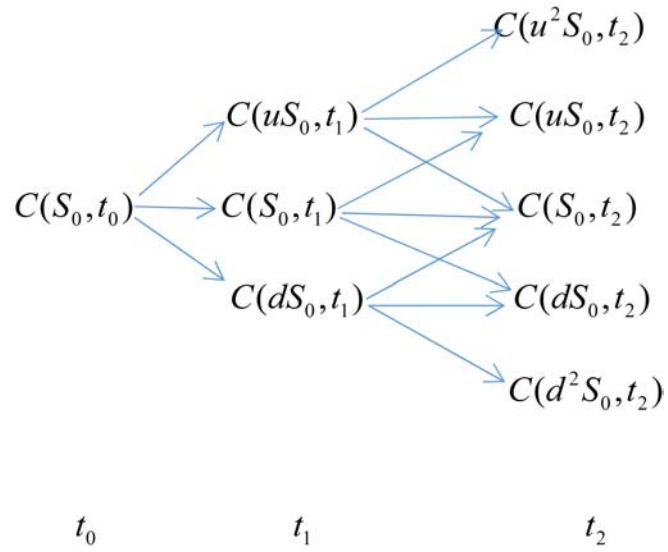 C(u²S₀,t₂)
C(uS₀,t₁) C(uS₀,t₂)
C(S₀,t₀) C(S₀,t₁) C(S₀,t₂)
C(dS₀,t₁) C(dS₀,t₂)
C(d²S₀,t₂)
t₀ t₁ t₂